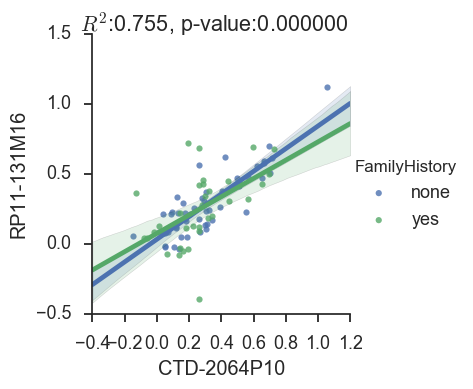 R²:0.755, p-value:0.000000
1.5
1.0
0.5
0.0
−0.5
RP11-131M16
−0.4 −0.2 0.0 0.2 0.4 0.6 0.8 1.0 1.2
CTD-2064P10
FamilyHistory
none
yes